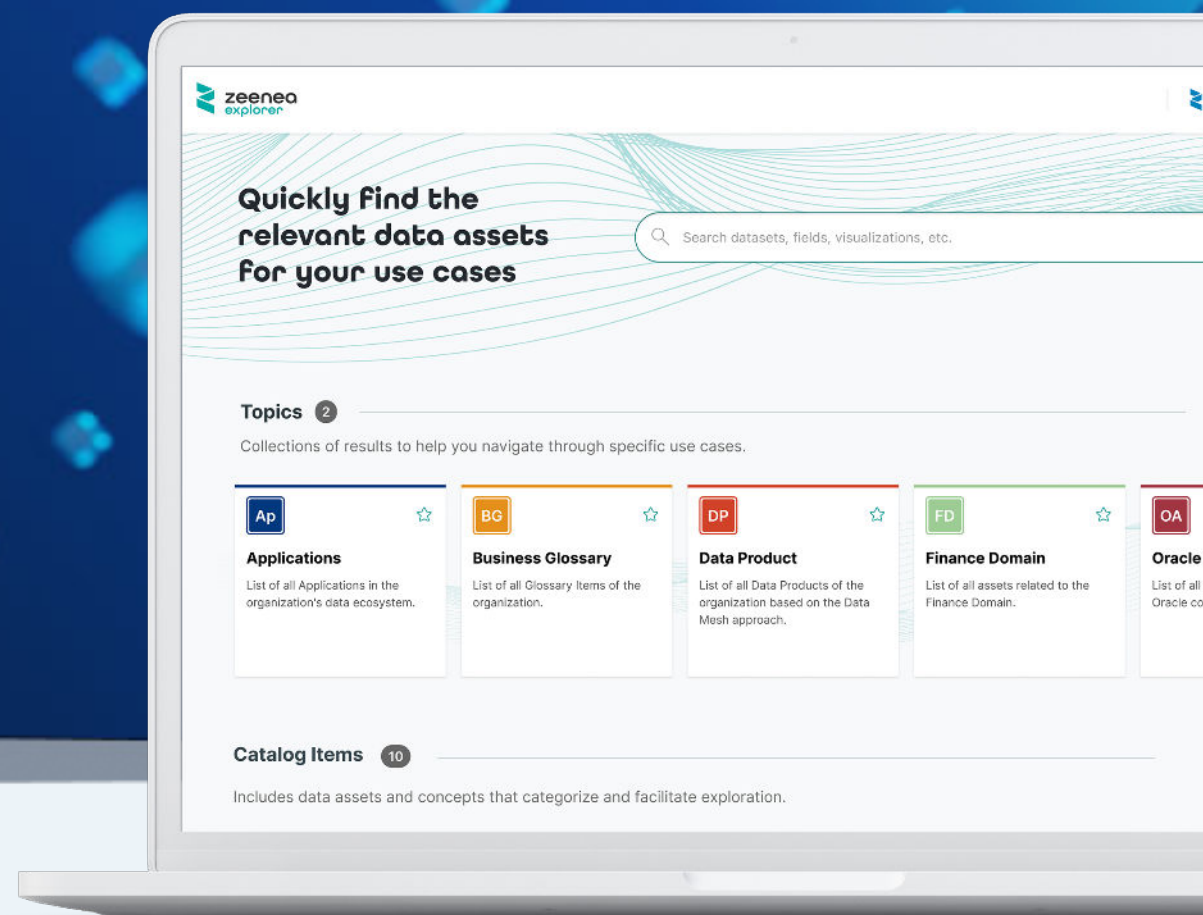 zeenea
explorer
Quickly find the
relevant data assets
for your use cases
Search datasets, fields, visualizations, etc.
Topics 2
Collections of results to help you navigate through specific use cases.
Ap
Applications
List of all Applications in the
organization's data ecosystem.
BG
Business Glossary
List of all Glossary Items of the
organization.
DP
Data Product
List of all Data Products of the
organization based on the Data
Mesh approach.
FD
Finance Domain
List of all assets related to the
Finance Domain.
OA
Oracle
List of all
Oracle co
Catalog Items 10
Includes data assets and concepts that categorize and facilitate exploration.